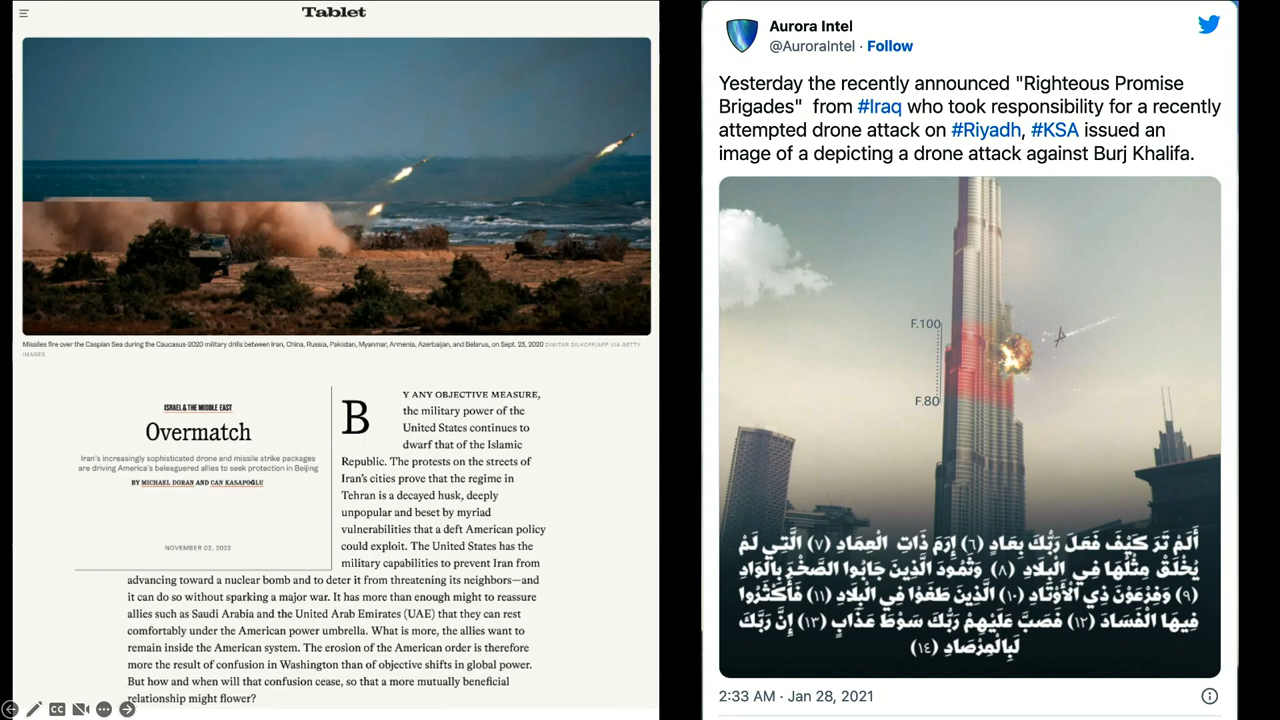 Tablet
Missiles fire over the Caspian Sea during the Caucasus-2020 military drills between Iran, China, Russia, Pakistan, Myanmar, Armenia, Azerbaijan, and Belarus, on Sept. 23, 2020 DIMITAR DILKOFF/AFP VIA GETTY
IMAGES
ISRAEL & THE MIDDLE EAST
Overmatch
Iran's increasingly sophisticated drone and missile strike packages
are driving America's beleaguered allies to seek protection in Beijing
BY MICHAEL DORAN AND CAN KASAPOĞLU
NOVEMBER 02, 2022
BY ANY OBJECTIVE MEASURE,
the military power of the
United States continues to
dwarf that of the Islamic
Republic. The protests on the streets of
Iran's cities prove that the regime in
Tehran is a decayed husk, deeply
unpopular and beset by myriad
vulnerabilities that a deft American policy
could exploit. The United States has the
military capabilities to prevent Iran from
advancing toward a nuclear bomb and to deter it from threatening its neighbors—and
it can do so without sparking a major war. It has more than enough might to reassure
allies such as Saudi Arabia and the United Arab Emirates (UAE) that they can rest
comfortably under the American power umbrella. What is more, the allies want to
remain inside the American system. The erosion of the American order is therefore
more the result of confusion in Washington than of objective shifts in global power.
But how and when will that confusion cease, so that a more mutually beneficial
relationship might flower?
CC
Aurora Intel
@AuroraIntel · Follow
Yesterday the recently announced "Righteous Promise
Brigades" from #Iraq who took responsibility for a recently
attempted drone attack on #Riyadh, #KSA issued an
image of a depicting a drone attack against Burj Khalifa.
F.100
F.80
أَلَمْ تَرَ كَيْفَ فَعَلَ رَبُّكَ بِعَادٍ (٦) إِرَمَ ذَاتِ الْعِمَادِ (٧) الَّتِي لَمْ
يُخْلَقْ مِثْلُهَا فِي الْبِلَادِ (٨) وَثَمُودَ الَّذِينَ جَابُوا الصَّخْرَ بِالْوَادِ
(٩) وَفِرْعَوْنَ ذِي الْأَوْتَادِ (١٠) الَّذِينَ طَغَوْا فِي الْبِلَادِ (١١) فَأَكْثَرُوا
فِيهَا الْفَسَادَ (١٢) فَصَبَّ عَلَيْهِمْ رَبُّكَ سَوْطَ عَذَابٍ (١٣) إِنَّ رَبَّكَ
لَبِالْمِرْصَادِ (١٤)
2:33 AM · Jan 28, 2021